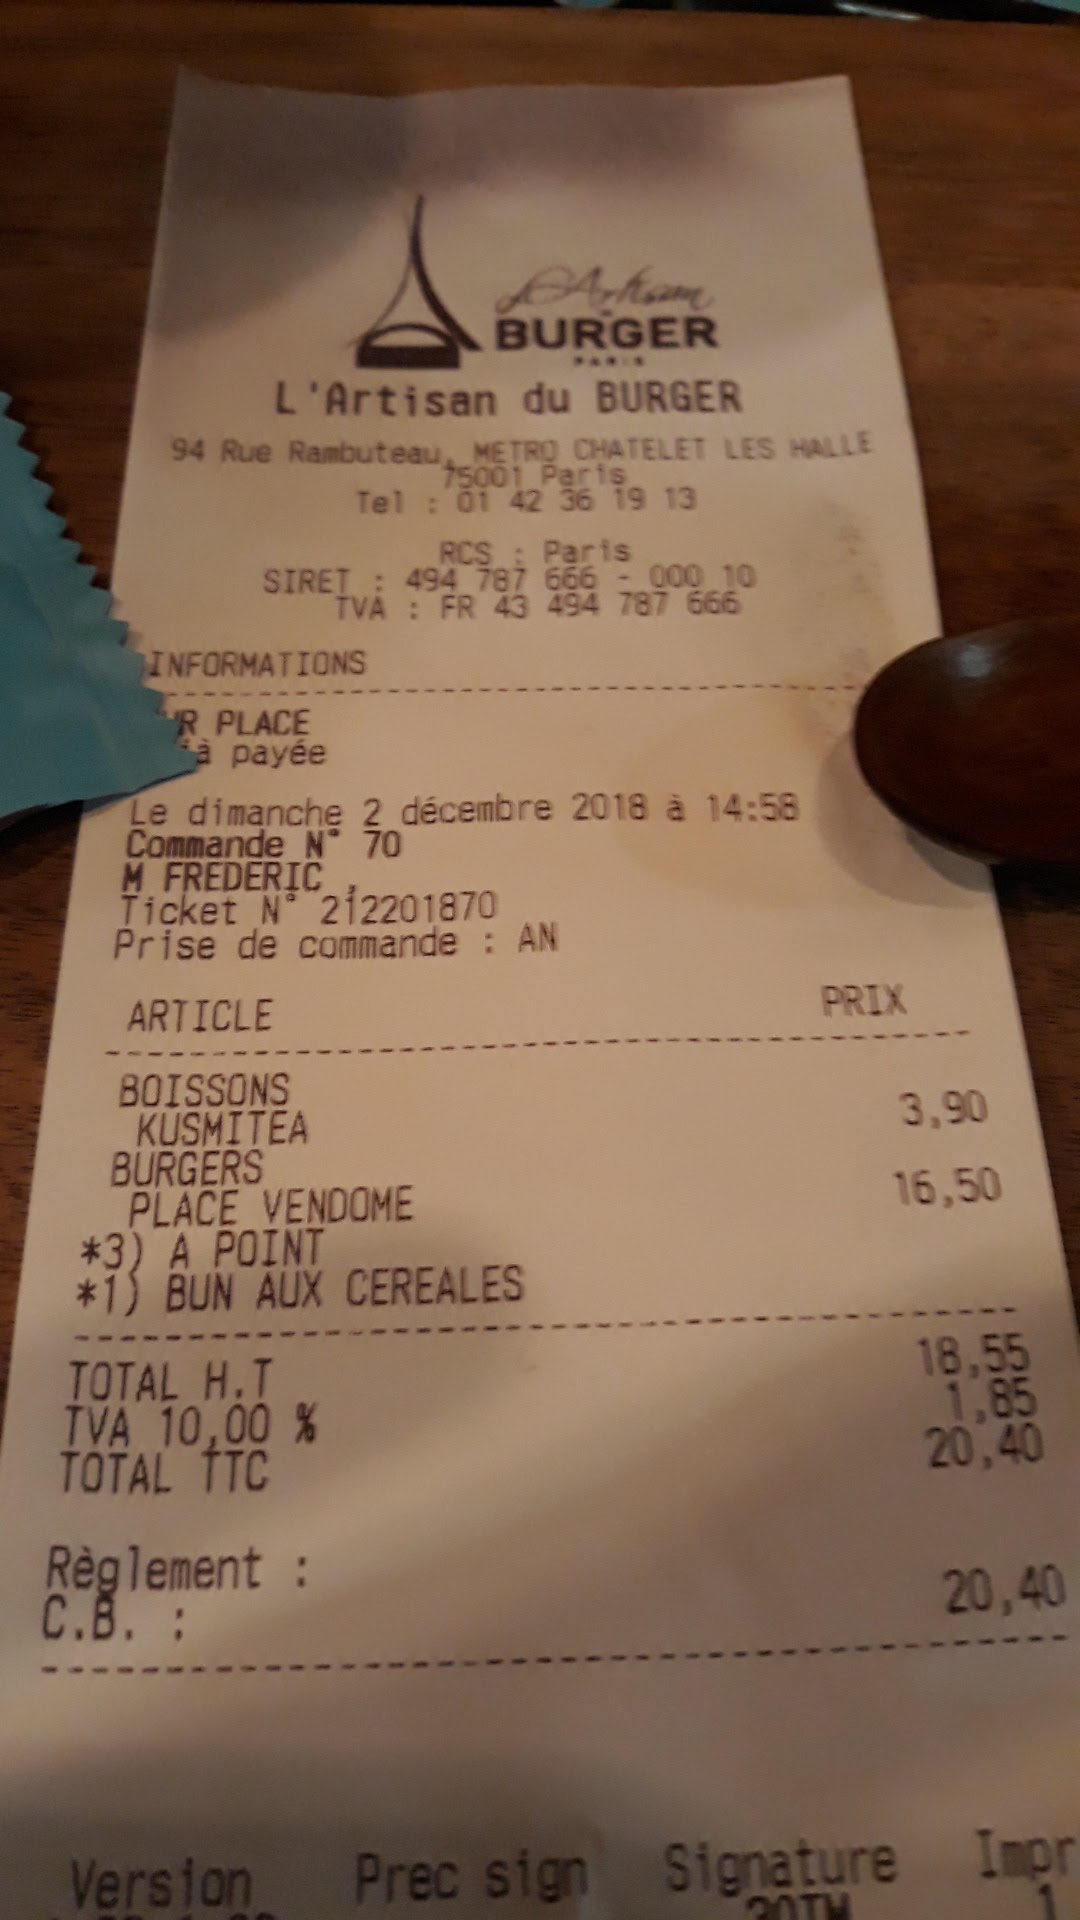 L'Artisan
BURGER
PARIS
L'Artisan du BURGER
94 Rue Rambuteau, METRO CHATELET LES HALLE
75001 Paris
Tel : 01 42 36 19 13
RCS : Paris
SIRET : 494 787 666 - 000 10
TVA : FR 43 494 787 666
INFORMATIONS
UR PLACE
jà payée
Le dimanche 2 décembre 2018 à 14:58
Commande N° 70
M FREDERIC ,
Ticket N° 212201870
Prise de commande : AN
ARTICLE PRIX
BOISSONS
KUSMITEA 3,90
BURGERS
PLACE VENDOME 16,50
*3) A POINT
*1) BUN AUX CEREALES
TOTAL H.T 18,55
TVA 10,00 % 1,85
TOTAL TTC 20,40
Règlement :
C.B. : 20,40
Version Prec sign Signature Impr